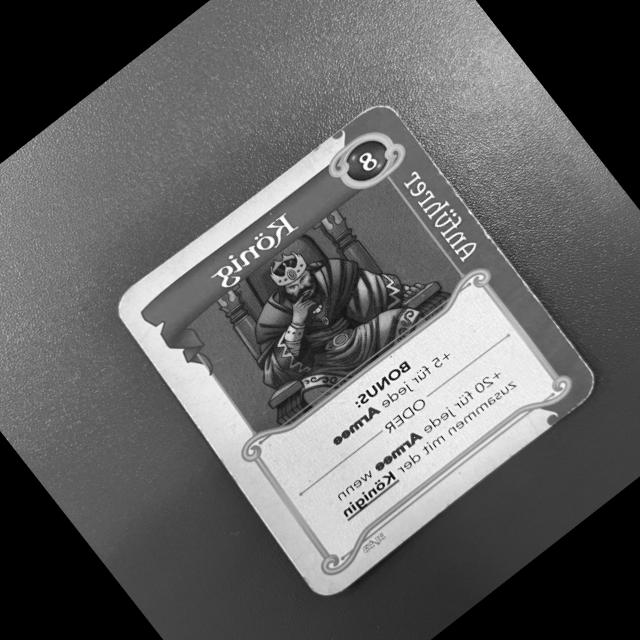 8
König
Anführer
BONUS:
+5 für jede Armee
ODER
+20 für jede Armee wenn
zusammen mit der Königin